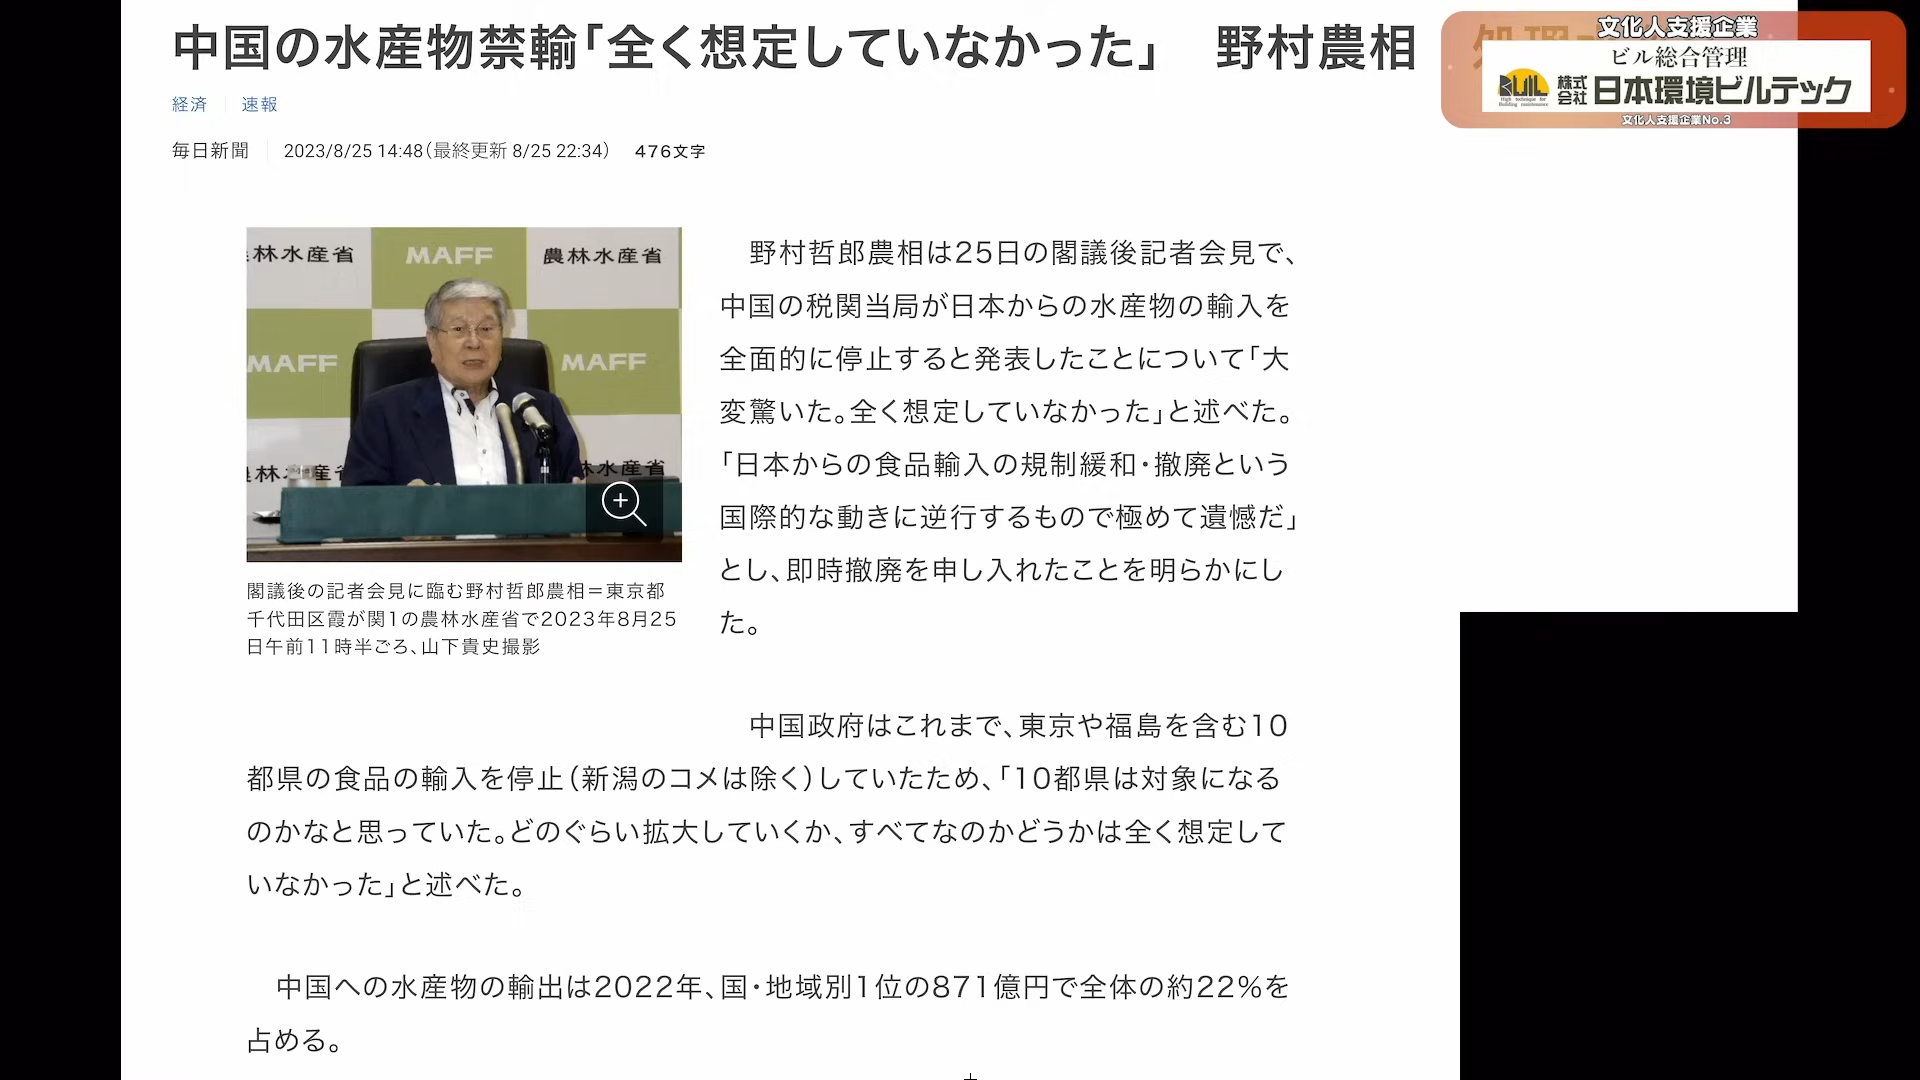 中国の水産物禁輸「全く想定していなかった」　野村農相
文化人支援企業
ビル総合管理
株式会社 日本環境ビルテック
文化人支援企業No.3
経済 速報
毎日新聞 2023/8/25 14:48(最終更新 8/25 22:34) 476文字
林水産省 MAFF 農林水産省
MAFF MAFF
野村哲郎農相は25日の閣議後記者会見で、
中国の税関当局が日本からの水産物の輸入を
全面的に停止すると発表したことについて「大
変驚いた。全く想定していなかった」と述べた。
「日本からの食品輸入の規制緩和・撤廃という
国際的な動きに逆行するもので極めて遺憾だ」
とし、即時撤廃を申し入れたことを明らかにし
た。
閣議後の記者会見に臨む野村哲郎農相＝東京都
千代田区霞が関1の農林水産省で2023年8月25
日午前11時半ごろ、山下貴史撮影
中国政府はこれまで、東京や福島を含む10
都県の食品の輸入を停止(新潟のコメは除く)していたため、「10都県は対象になる
のかなと思っていた。どのぐらい拡大していくか、すべてなのかどうかは全く想定して
いなかった」と述べた。
中国への水産物の輸出は2022年、国・地域別1位の871億円で全体の約22%を
占める。